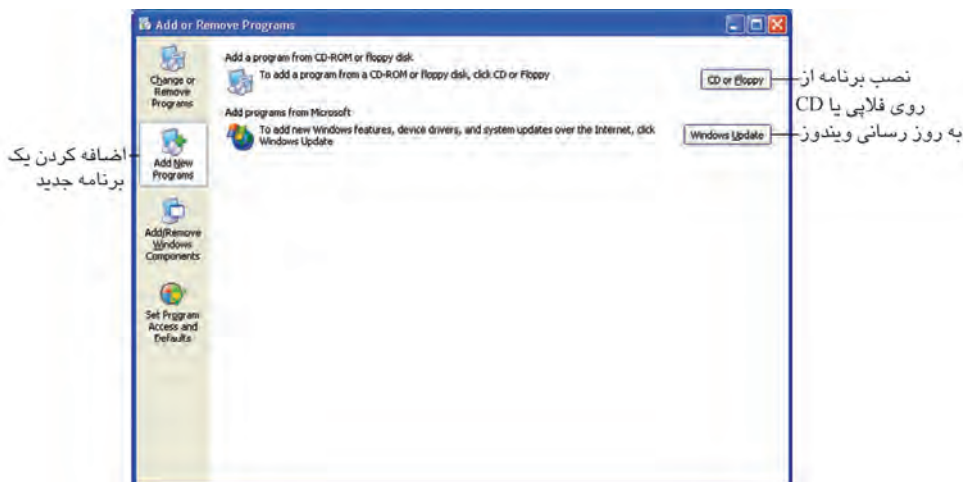 Add or Remove Programs
Change or
Remove
Programs
Add New
Programs
Add/Remove
Windows
Components
Set Program
Access and
Defaults
Add a program from CD-ROM or floppy disk
To add a program from a CD-ROM or floppy disk, click CD or Floppy
CD or Floppy
Add programs from Microsoft
To add new Windows features, device drivers, and system updates over the Internet, click
Windows Update
Windows Update
نصب برنامه از
روی فلاپی یا CD
به روز رسانی ویندوز
اضافه کردن یک
برنامه جدید